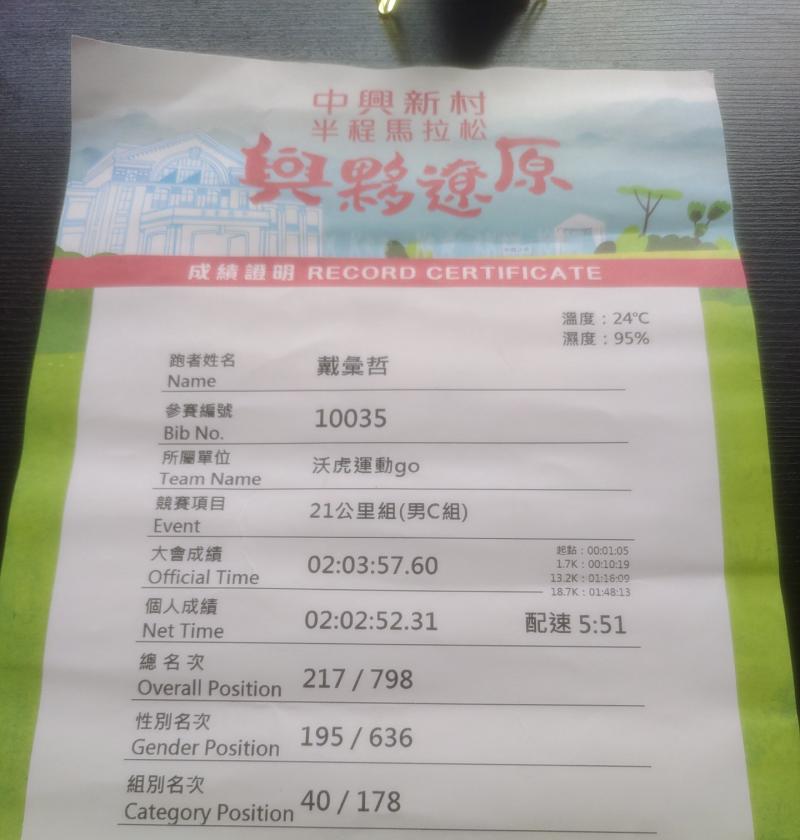 中興新村
半程馬拉松
與夥遼原
成績證明 RECORD CERTIFICATE
溫度：24℃
濕度：95%
跑者姓名 戴彙哲
Name
參賽編號 10035
Bib No.
所屬單位 沃虎運動go
Team Name
競賽項目 21公里組(男C組)
Event
大會成績 02:03:57.60
Official Time
起點：00:01:05
1.7K：00:10:19
13.2K：01:16:09
18.7K：01:48:13
個人成績 02:02:52.31 配速 5:51
Net Time
總名次 217 / 798
Overall Position
性別名次 195 / 636
Gender Position
組別名次 40 / 178
Category Position